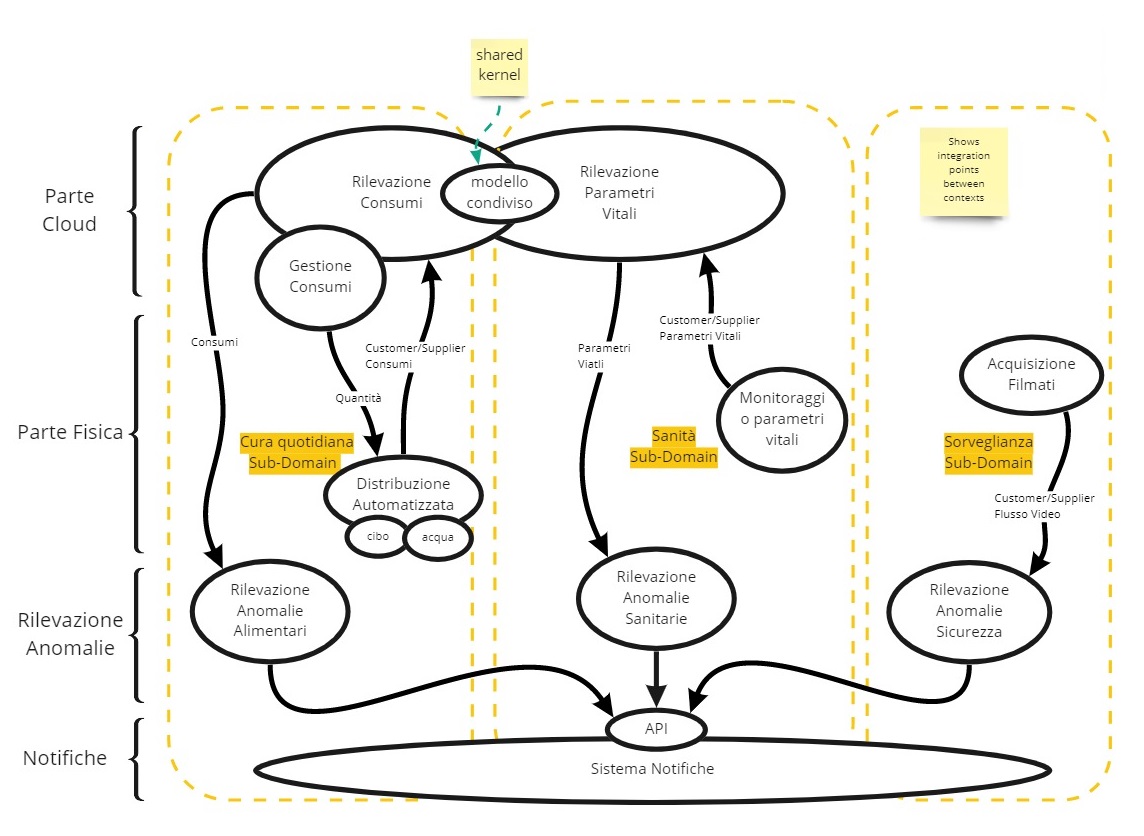 shared
kernel
Shows
integration
points
between
contexts
Parte
Cloud
Rilevazione
Consumi
modello
condiviso
Rilevazione
Parametri
Vitali
Gestione
Consumi
Consumi
Customer/Supplier
Consumi
Quantità
Parametri
Viatli
Customer/Supplier
Parametri Vitali
Acquisizione
Filmati
Monitoraggi
o parametri
vitali
Parte Fisica
Cura quotidiana
Sub-Domain
Sanità
Sub-Domain
Sorveglianza
Sub-Domain
Distribuzione
Automatizzata
cibo
acqua
Customer/Supplier
Flusso Video
Rilevazione
Anomalie
Rilevazione
Anomalie
Alimentari
Rilevazione
Anomalie
Sanitarie
Rilevazione
Anomalie
Sicurezza
Notifiche
API
Sistema Notifiche